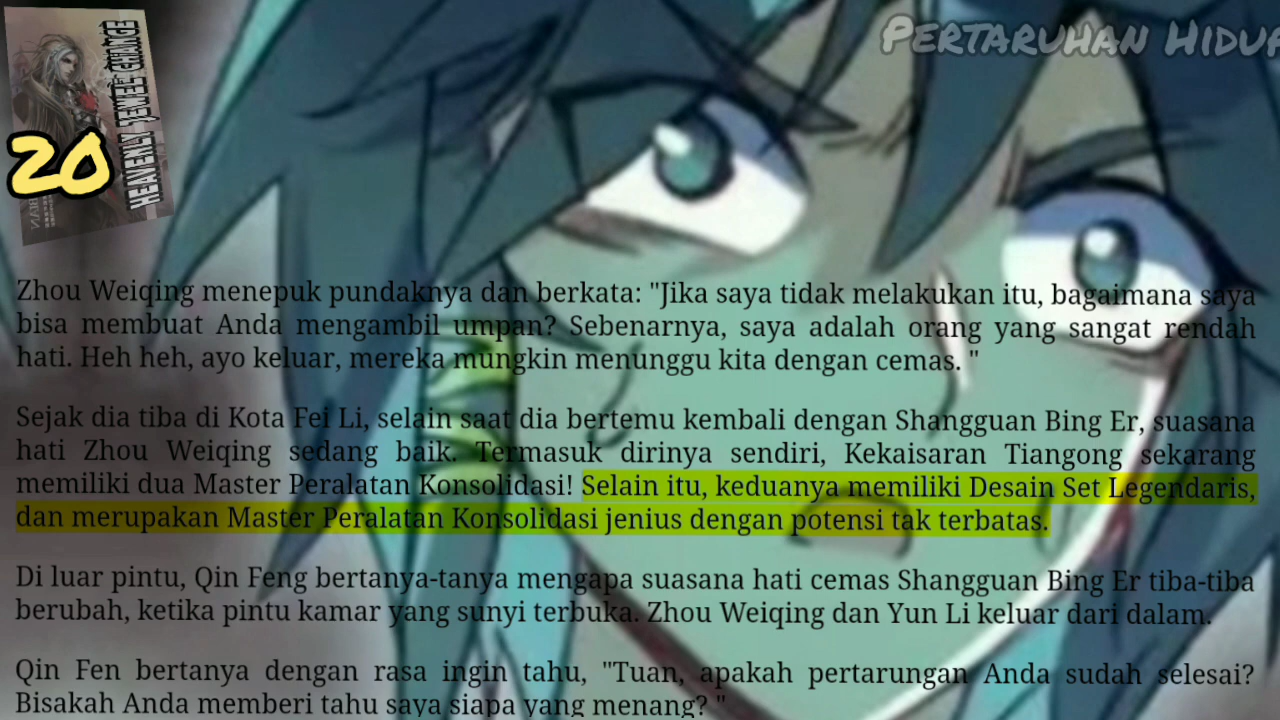 PERTARUHAN HIDUP
HEAVENLY JEWEL CHANGE
20
Zhou Weiqing menepuk pundaknya dan berkata: "Jika saya tidak melakukan itu, bagaimana saya
bisa membuat Anda mengambil umpan? Sebenarnya, saya adalah orang yang sangat rendah
hati. Heh heh, ayo keluar, mereka mungkin menunggu kita dengan cemas. "
Sejak dia tiba di Kota Fei Li, selain saat dia bertemu kembali dengan Shangguan Bing Er, suasana
hati Zhou Weiqing sedang baik. Termasuk dirinya sendiri, Kekaisaran Tiangong sekarang
memiliki dua Master Peralatan Konsolidasi! Selain itu, keduanya memiliki Desain Set Legendaris,
dan merupakan Master Peralatan Konsolidasi jenius dengan potensi tak terbatas.
Di luar pintu, Qin Feng bertanya-tanya mengapa suasana hati cemas Shangguan Bing Er tiba-tiba
berubah, ketika pintu kamar yang sunyi terbuka. Zhou Weiqing dan Yun Li keluar dari dalam.
Qin Fen bertanya dengan rasa ingin tahu, "Tuan, apakah pertarungan Anda sudah selesai?
Bisakah Anda memberi tahu saya siapa yang menang? "